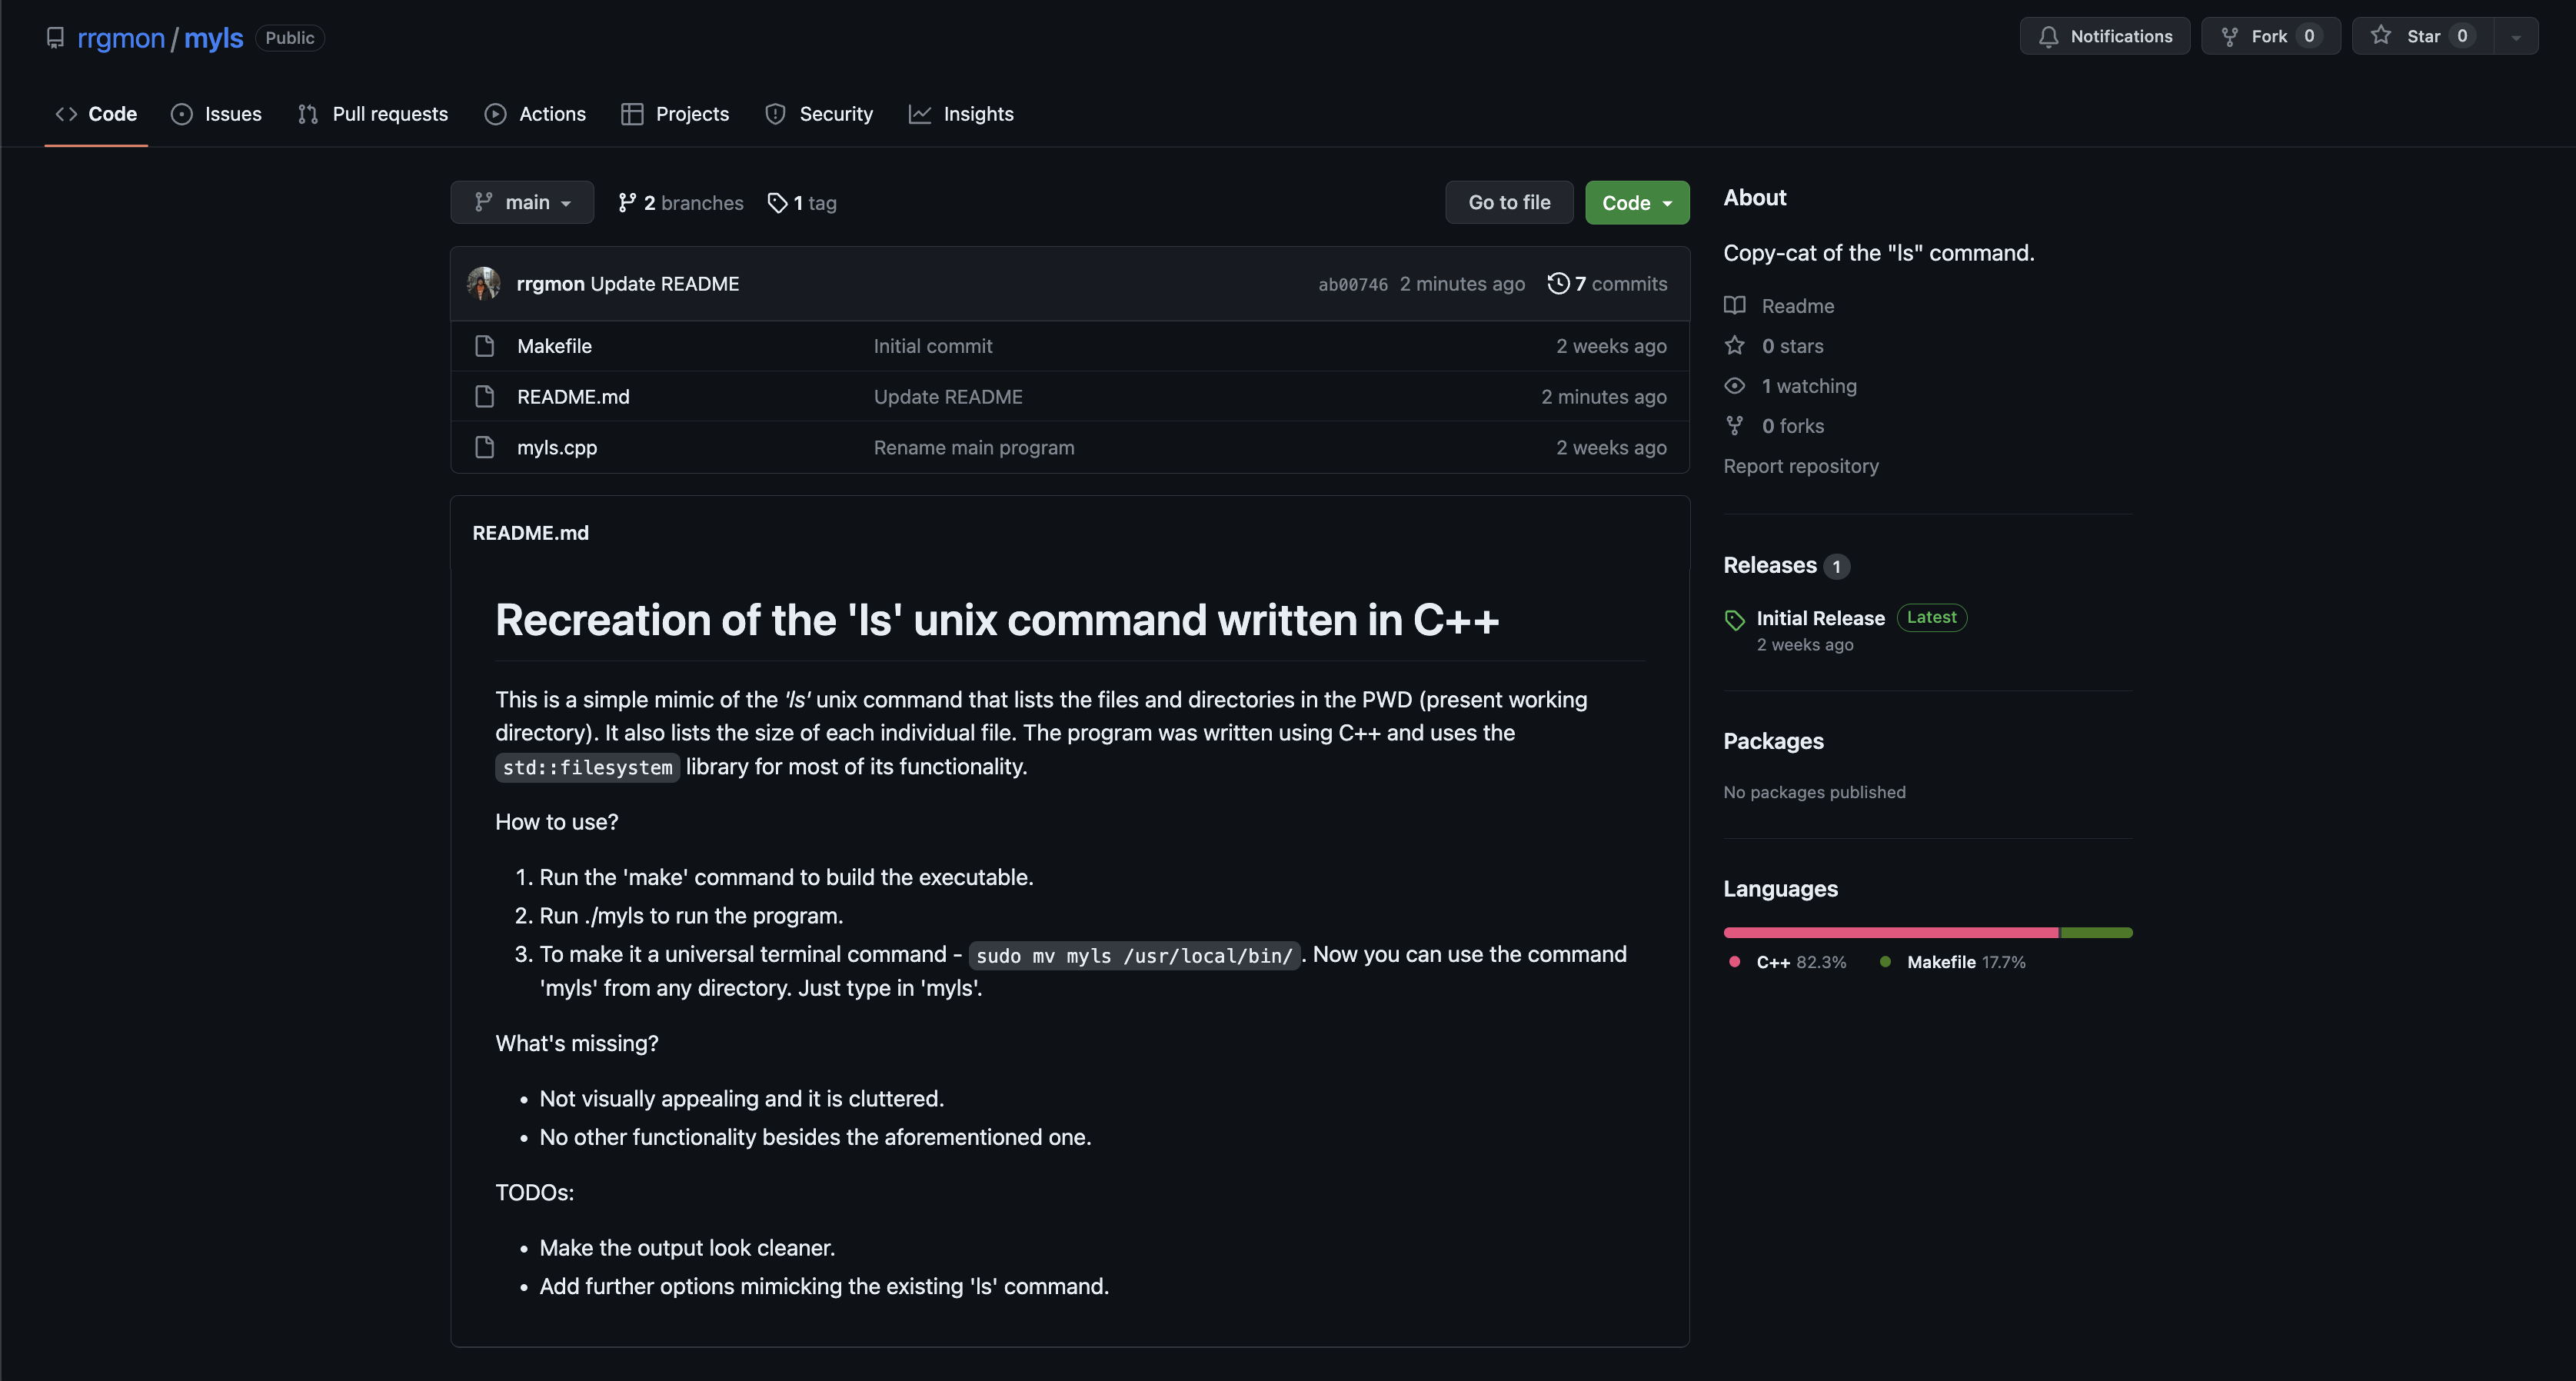 rrgmon / myls Public
Notifications
Fork 0
Star 0
Code
Issues
Pull requests
Actions
Projects
Security
Insights
main
2 branches
1 tag
Go to file
Code
rrgmon Update README
ab00746 2 minutes ago
7 commits
Makefile
Initial commit
2 weeks ago
README.md
Update README
2 minutes ago
myls.cpp
Rename main program
2 weeks ago
README.md
Recreation of the 'ls' unix command written in C++
This is a simple mimic of the 'ls' unix command that lists the files and directories in the PWD (present working
directory). It also lists the size of each individual file. The program was written using C++ and uses the
std::filesystem library for most of its functionality.
How to use?
1. Run the 'make' command to build the executable.
2. Run ./myls to run the program.
3. To make it a universal terminal command - sudo mv myls /usr/local/bin/. Now you can use the command
'myls' from any directory. Just type in 'myls'.
What's missing?
• Not visually appealing and it is cluttered.
• No other functionality besides the aforementioned one.
TODOs:
• Make the output look cleaner.
• Add further options mimicking the existing 'ls' command.
About
Copy-cat of the "ls" command.
Readme
0 stars
1 watching
0 forks
Report repository
Releases 1
Initial Release Latest
2 weeks ago
Packages
No packages published
Languages
C++ 82.3%
Makefile 17.7%